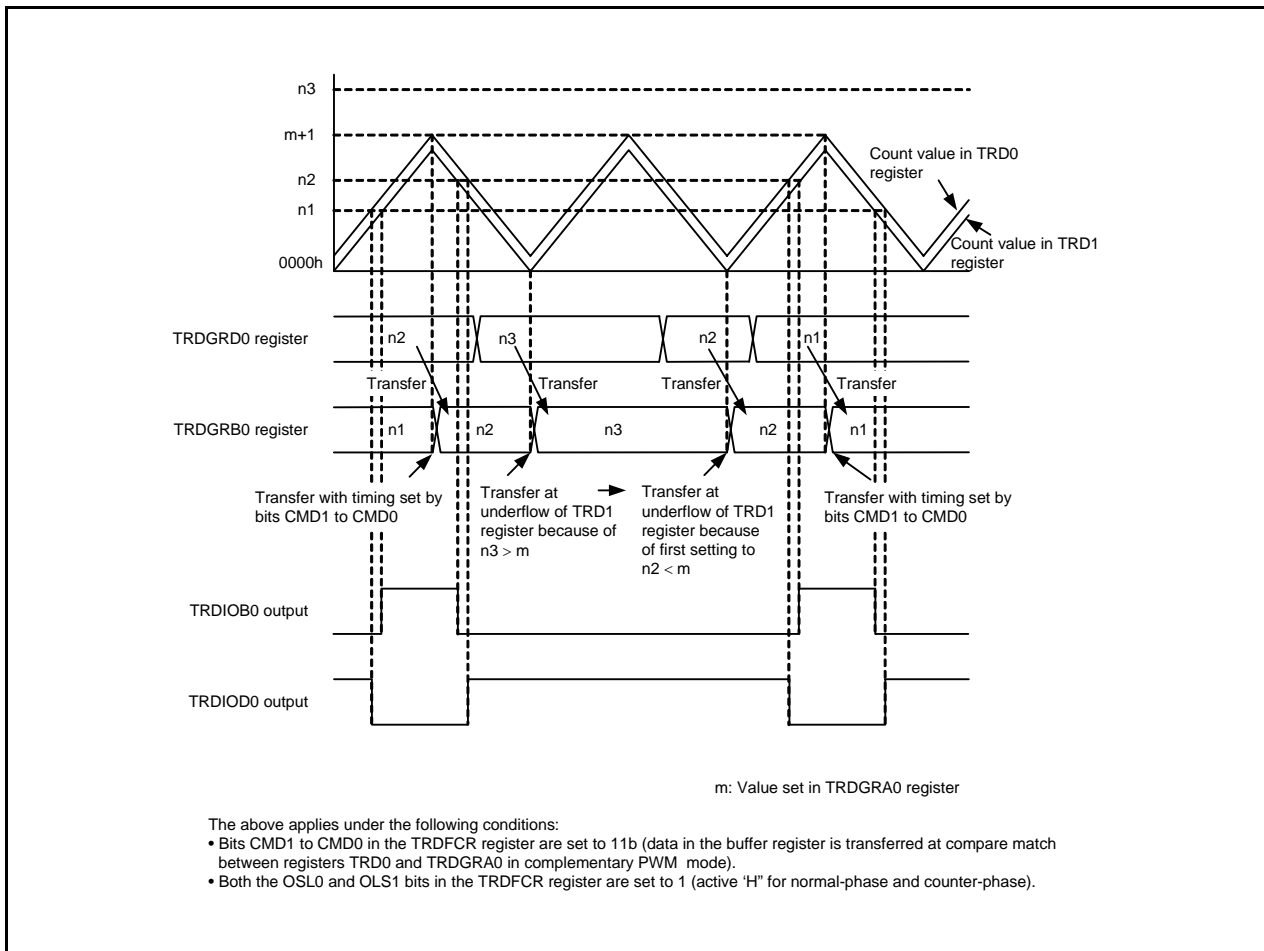 n3
m+1
n2
n1
0000h
Count value in TRD0
register
Count value in TRD1
register
TRDGRD0 register
n2
n3
n2
n1
Transfer
Transfer
Transfer
Transfer
TRDGRB0 register
n1
n2
n3
n2
n1
Transfer with timing set by
bits CMD1 to CMD0
Transfer at
underflow of TRD1
register because of
n3 > m
Transfer at
underflow of TRD1
register because
of first setting to
n2 < m
Transfer with timing set by
bits CMD1 to CMD0
TRDIOB0 output
TRDIOD0 output
m: Value set in TRDGRA0 register
The above applies under the following conditions:
• Bits CMD1 to CMD0 in the TRDFCR register are set to 11b (data in the buffer register is transferred at compare match
between registers TRD0 and TRDGRA0 in complementary PWM mode).
• Both the OSL0 and OLS1 bits in the TRDFCR register are set to 1 (active ‘H” for normal-phase and counter-phase).